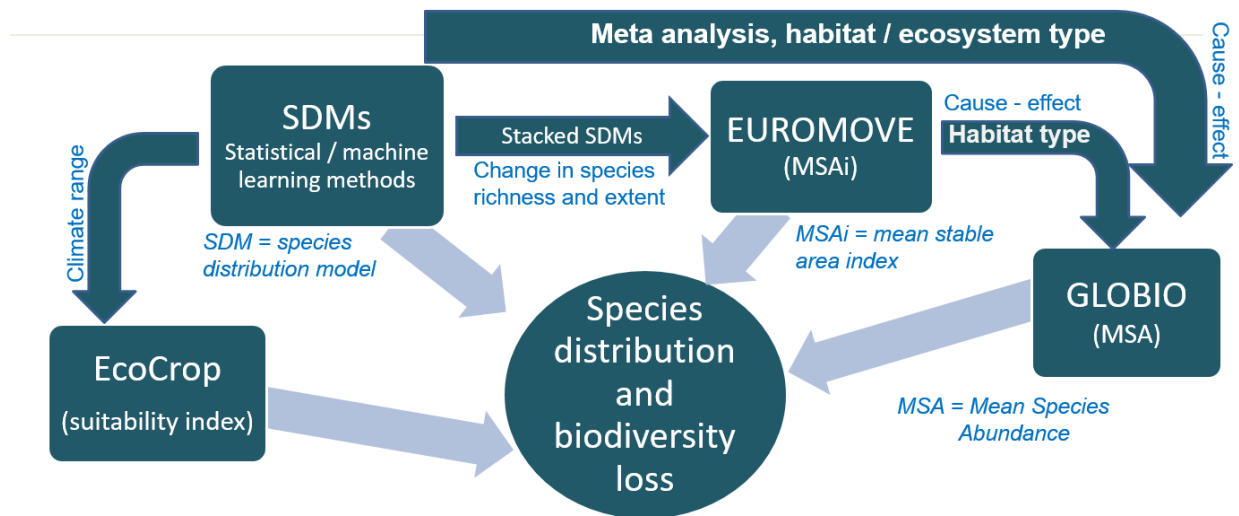 Meta analysis, habitat / ecosystem type
Cause - effect
SDMs
Statistical / machine
learning methods
Climate range
Stacked SDMs
Change in species
richness and extent
EUROMOVE
(MSAi)
Cause - effect
Habitat type
SDM = species
distribution model
MSAi = mean stable
area index
EcoCrop
(suitability index)
Species
distribution
and
biodiversity
loss
GLOBIO
(MSA)
MSA = Mean Species
Abundance